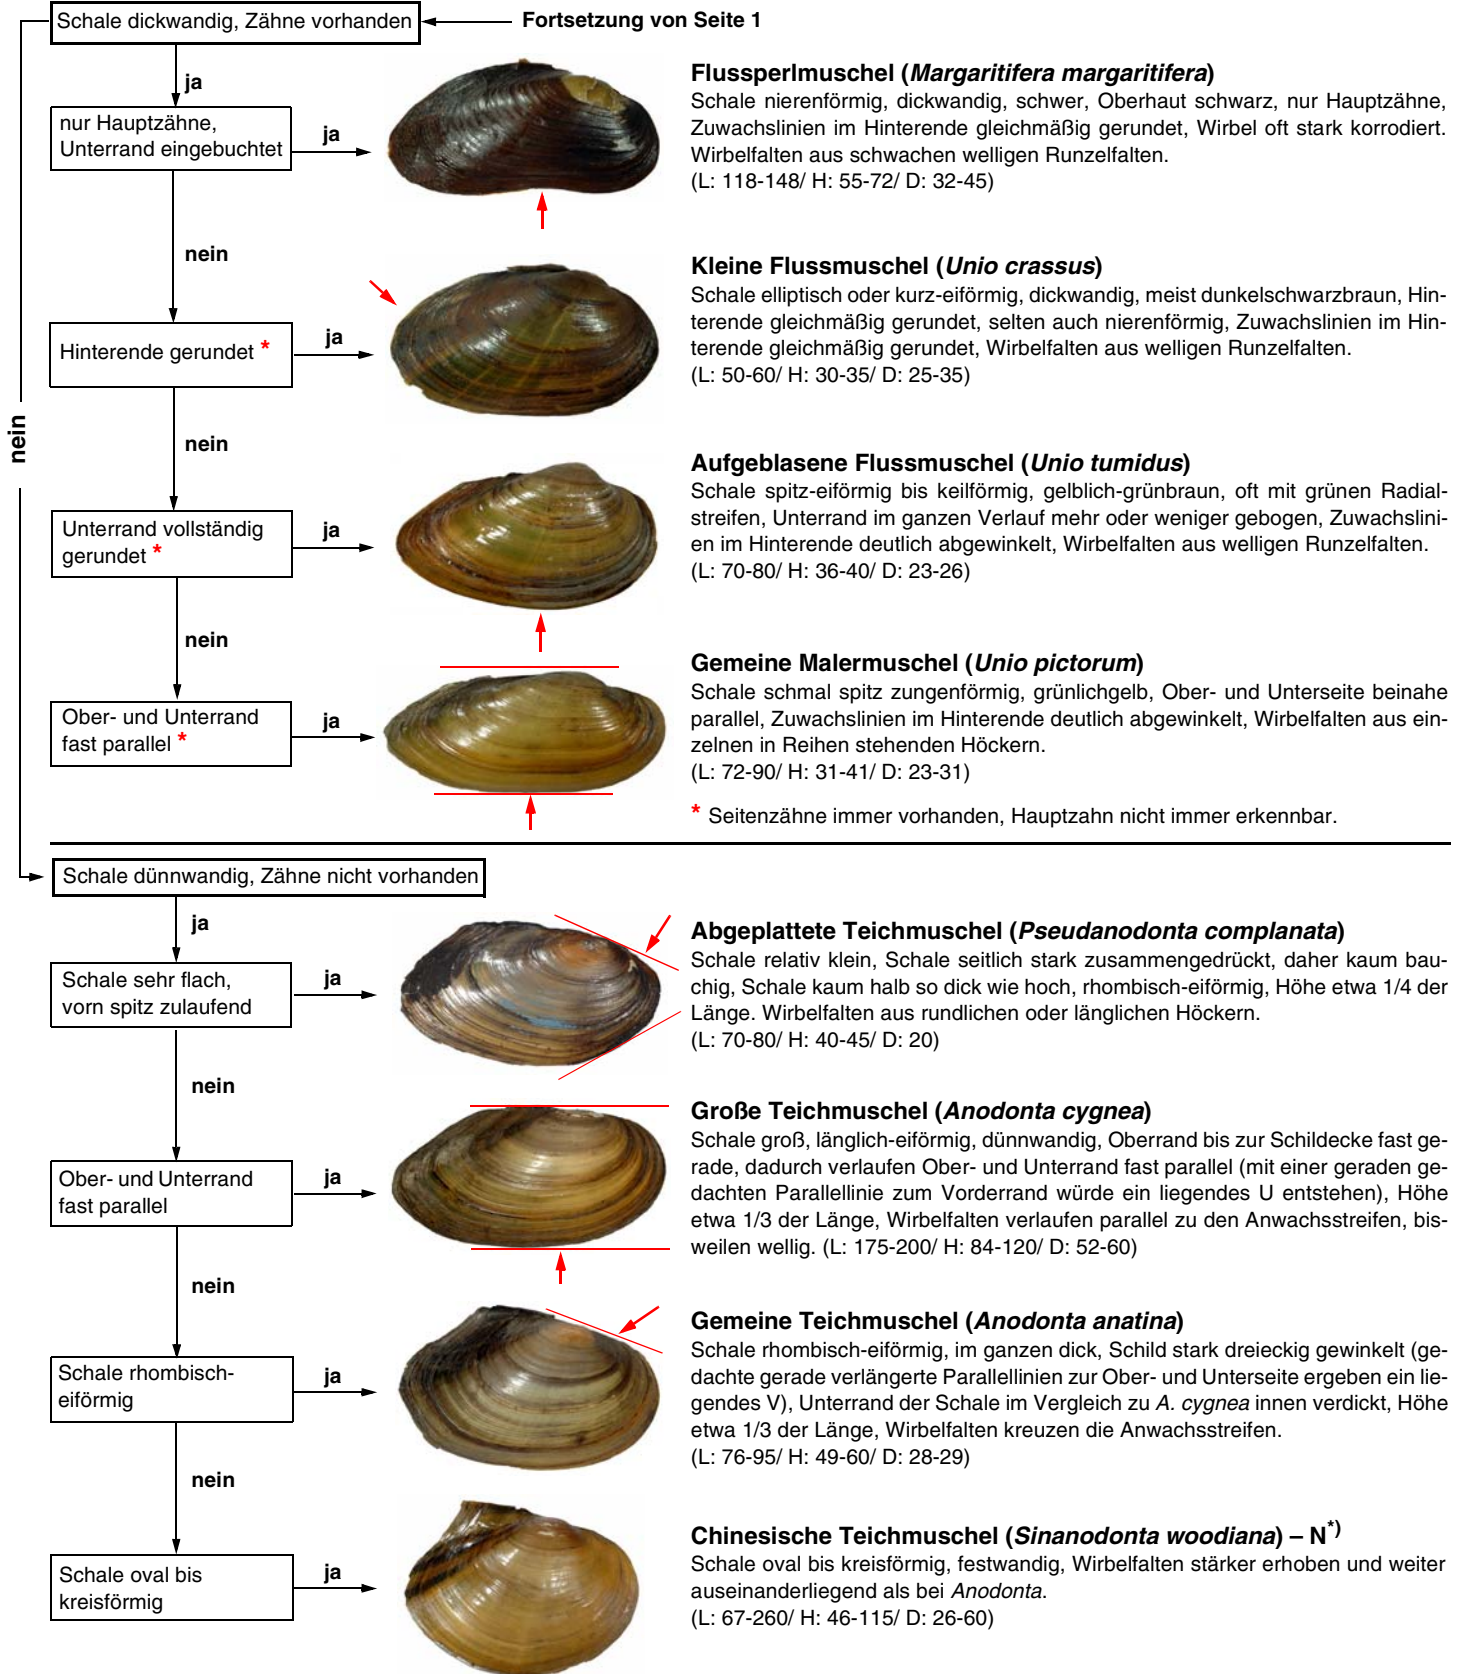 Schale dickwandig, Zähne vorhanden
Fortsetzung von Seite 1
ja
nur Hauptzähne,
Unterrand eingebuchtet
ja
Flussperlmuschel (Margaritifera margaritifera)
Schale nierenförmig, dickwandig, schwer, Oberhaut schwarz, nur Hauptzähne,
Zuwachslinien im Hinterende gleichmäßig gerundet, Wirbel oft stark korrodiert.
Wirbelfalten aus schwachen welligen Runzelfalten.
(L: 118-148/ H: 55-72/ D: 32-45)
nein
Hinterende gerundet *
ja
Kleine Flussmuschel (Unio crassus)
Schale elliptisch oder kurz-eiförmig, dickwandig, meist dunkelschwarzbraun, Hin-
terende gleichmäßig gerundet, selten auch nierenförmig, Zuwachslinien im Hin-
terende gleichmäßig gerundet, Wirbelfalten aus welligen Runzelfalten.
(L: 50-60/ H: 30-35/ D: 25-35)
nein
nein
Unterrand vollständig
gerundet *
ja
Aufgeblasene Flussmuschel (Unio tumidus)
Schale spitz-eiförmig bis keilförmig, gelblich-grünbraun, oft mit grünen Radial-
streifen, Unterrand im ganzen Verlauf mehr oder weniger gebogen, Zuwachslini-
en im Hinterende deutlich abgewinkelt, Wirbelfalten aus welligen Runzelfalten.
(L: 70-80/ H: 36-40/ D: 23-26)
nein
Ober- und Unterrand
fast parallel *
ja
Gemeine Malermuschel (Unio pictorum)
Schale schmal spitz zungenförmig, grünlichgelb, Ober- und Unterseite beinahe
parallel, Zuwachslinien im Hinterende deutlich abgewinkelt, Wirbelfalten aus ein-
zelnen in Reihen stehenden Höckern.
(L: 72-90/ H: 31-41/ D: 23-31)
* Seitenzähne immer vorhanden, Hauptzahn nicht immer erkennbar.
Schale dünnwandig, Zähne nicht vorhanden
ja
Schale sehr flach,
vorn spitz zulaufend
ja
Abgeplattete Teichmuschel (Pseudanodonta complanata)
Schale relativ klein, Schale seitlich stark zusammengedrückt, daher kaum bau-
chig, Schale kaum halb so dick wie hoch, rhombisch-eiförmig, Höhe etwa 1/4 der
Länge. Wirbelfalten aus rundlichen oder länglichen Höckern.
(L: 70-80/ H: 40-45/ D: 20)
nein
Ober- und Unterrand
fast parallel
ja
Große Teichmuschel (Anodonta cygnea)
Schale groß, länglich-eiförmig, dünnwandig, Oberrand bis zur Schildecke fast ge-
rade, dadurch verlaufen Ober- und Unterrand fast parallel (mit einer geraden ge-
dachten Parallellinie zum Vorderrand würde ein liegendes U entstehen), Höhe
etwa 1/3 der Länge, Wirbelfalten verlaufen parallel zu den Anwachsstreifen, bis-
weilen wellig. (L: 175-200/ H: 84-120/ D: 52-60)
nein
Schale rhombisch-
eiförmig
ja
Gemeine Teichmuschel (Anodonta anatina)
Schale rhombisch-eiförmig, im ganzen dick, Schild stark dreieckig gewinkelt (ge-
dachte gerade verlängerte Parallellinien zur Ober- und Unterseite ergeben ein lie-
gendes V), Unterrand der Schale im Vergleich zu A. cygnea innen verdickt, Höhe
etwa 1/3 der Länge, Wirbelfalten kreuzen die Anwachsstreifen.
(L: 76-95/ H: 49-60/ D: 28-29)
nein
Schale oval bis
kreisförmig
ja
Chinesische Teichmuschel (Sinanodonta woodiana) – N*)
Schale oval bis kreisförmig, festwandig, Wirbelfalten stärker erhoben und weiter
auseinanderliegend als bei Anodonta.
(L: 67-260/ H: 46-115/ D: 26-60)